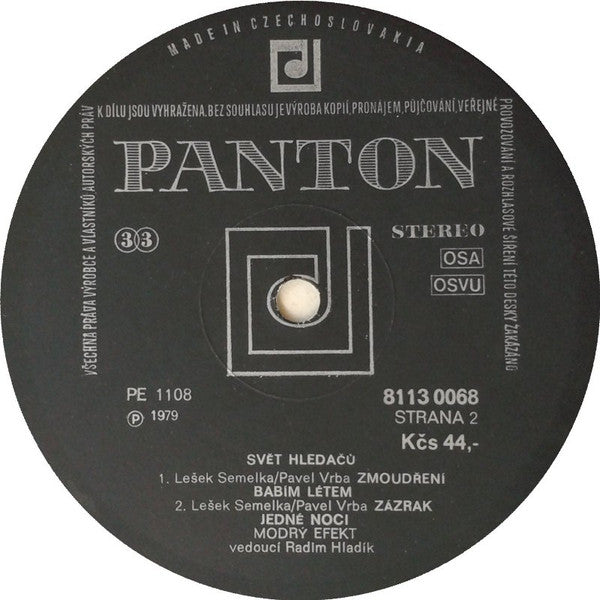 MADE IN CZECHOSLOVAKIA
VŠECHNA PRÁVA VÝROBCE A VLASTNÍKŮ AUTORSKÝCH PRÁV K DÍLU JSOU VYHRAŽENA. BEZ SOUHLASU JE VÝROBA KOPIÍ, PRONÁJEM, PŮJČOVÁNÍ, VEŘEJNÉ PROVOZOVÁNÍ A ROZHLASOVÉ ŠÍŘENÍ TÉTO DESKY ZAKÁZÁNO
PANTON
33
STEREO
OSA
OSVU
PE 1108
Ⓟ 1979
8113 0068
STRANA 2
Kčs 44,-
SVĚT HLEDAČŮ
1. Lešek Semelka/Pavel Vrba ZMOUDŘENÍ
BABÍM LÉTEM
2. Lešek Semelka/Pavel Vrba ZÁZRAK
JEDNÉ NOCI
MODRÝ EFEKT
vedoucí Radim Hladík